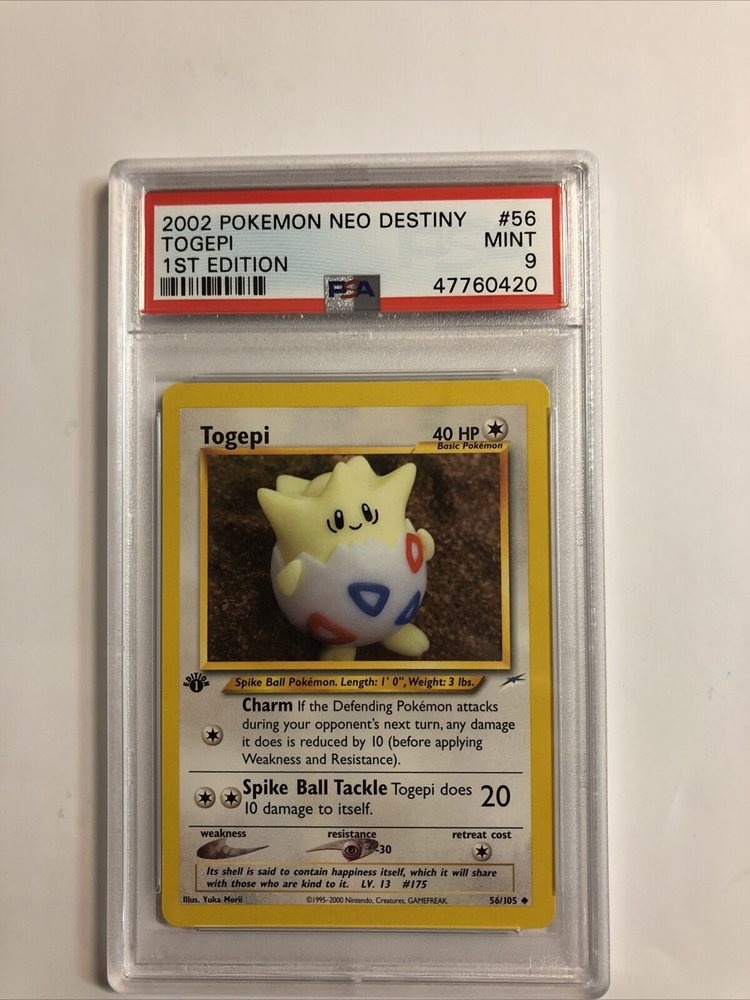 2002 POKEMON NEO DESTINY #56
TOGEPI MINT
1ST EDITION 9
PSA 47760420
Togepi 40 HP
Basic Pokémon
EDITION
1
Spike Ball Pokémon. Length: 1' 0", Weight: 3 lbs.
Charm If the Defending Pokémon attacks
during your opponent's next turn, any damage
it does is reduced by 10 (before applying
Weakness and Resistance).
Spike Ball Tackle Togepi does 20
10 damage to itself.
weakness resistance retreat cost
-30
Its shell is said to contain happiness itself, which it will share
with those who are kind to it. LV. 13 #175
Illus. Yuka Morii ©1995-2000 Nintendo, Creatures, GAMEFREAK. 56/105